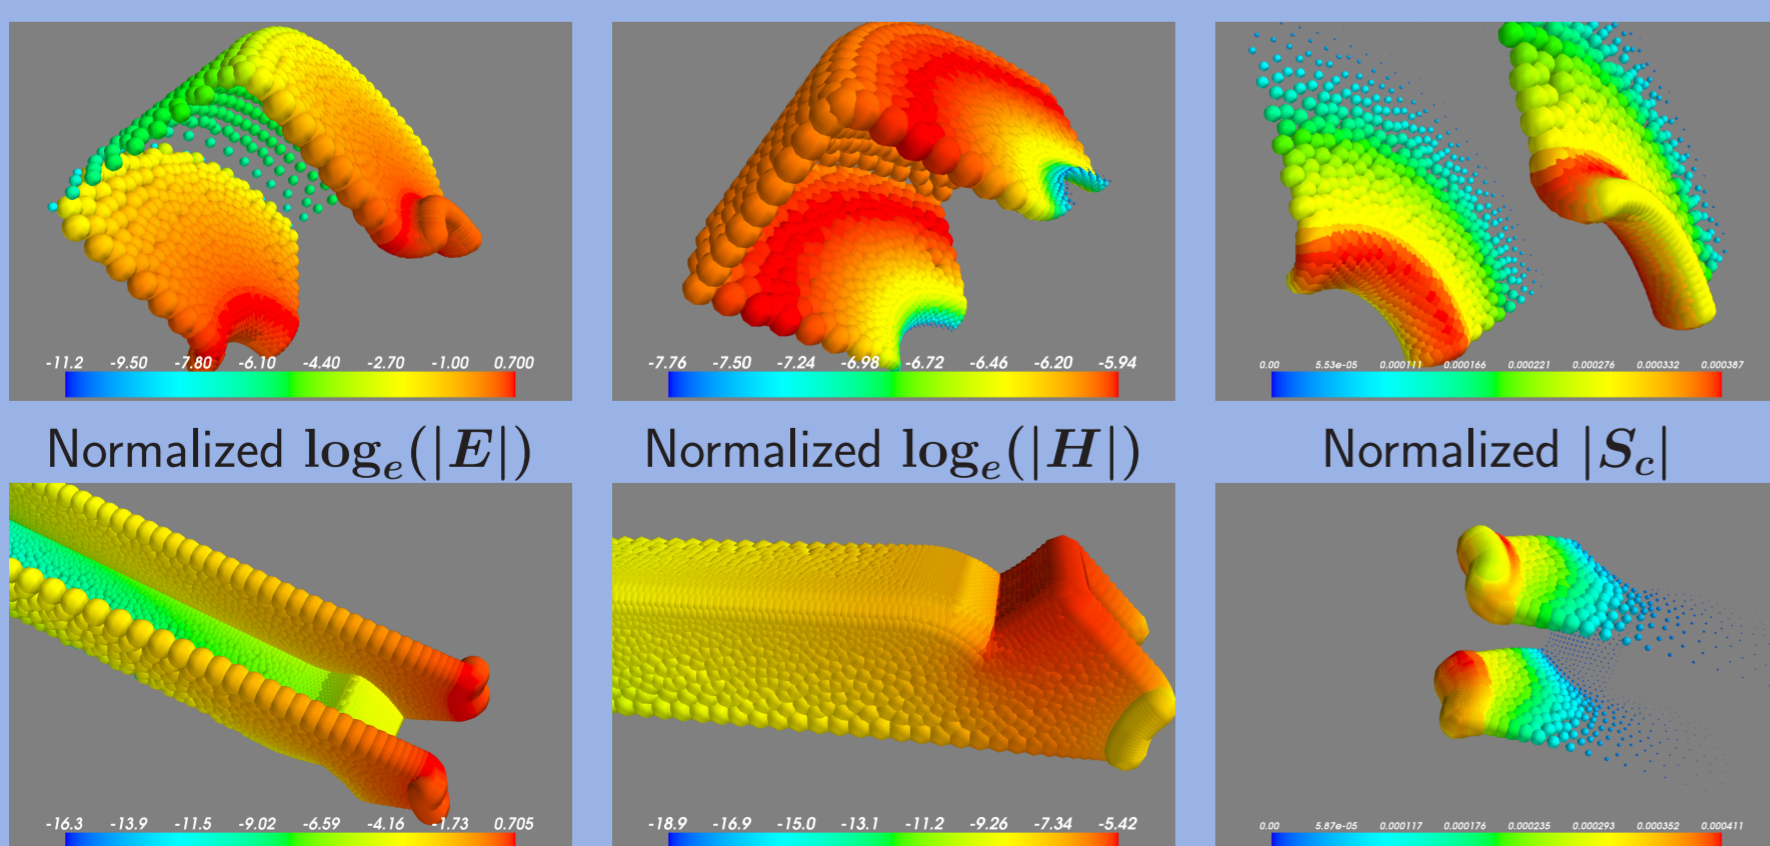 -11.2 -9.50 -7.80 -6.10 -4.40 -2.70 -1.00 0.700
-7.76 -7.50 -7.24 -6.98 -6.72 -6.46 -6.20 -5.94
0.00 5.53e-05 0.000111 0.000166 0.000221 0.000276 0.000332 0.000387
Normalized logₑ(|E|)
Normalized logₑ(|H|)
Normalized |S_c|
-16.3 -13.9 -11.5 -9.02 -6.59 -4.16 -1.73 0.705
-18.9 -16.9 -15.0 -13.1 -11.2 -9.26 -7.34 -5.42
0.00 5.87e-05 0.000117 0.000176 0.000235 0.000293 0.000352 0.000411